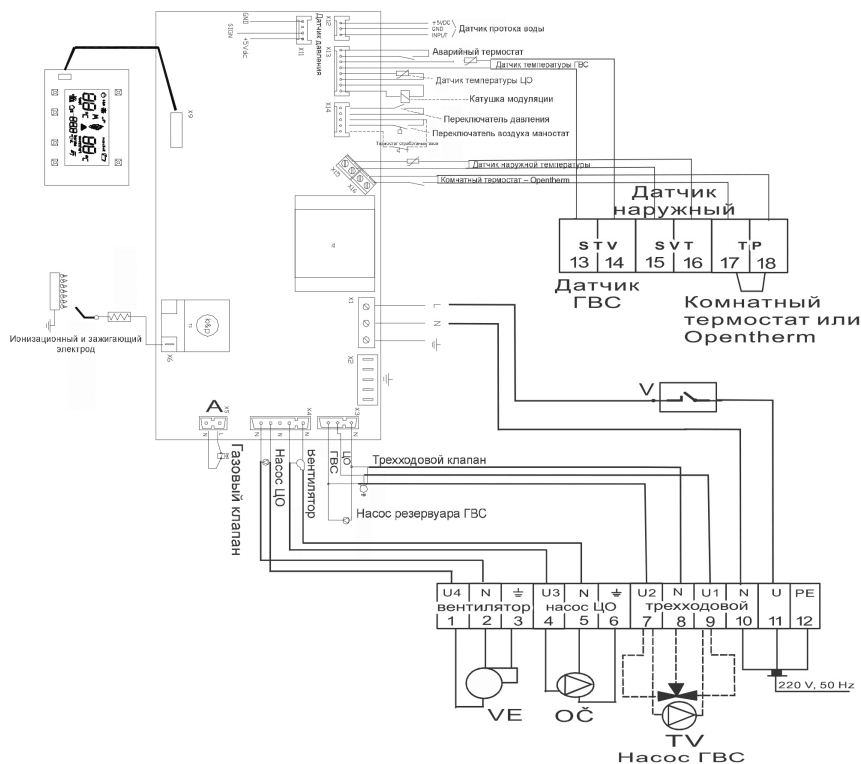 GND
SIGN
+5Vdc
X11
Датчик давления
X12
+5VDC
GND
INPUT
Датчик протока воды
X13
Аварийный термостат
Датчик температуры ГВС
Датчик температуры ЦО
Катушка модуляции
X14
Переключатель давления
Переключатель воздуха маностат
X9
X15
X16
Датчик наружной температуры
Комнатный термостат – Opentherm
Датчик
наружный
S T V
S V T
T P
13 14 15 16 17 18
Датчик
ГВС
Комнатный
термостат или
Opentherm
Ионизационный и зажигающий
электрод
X6
X1
L
N
L
N
X2
V
A
X5
X4
X3
N L
N
N
N
Газовый клапан
Насос ЦО
Вентилятор
ГВС
ЦО
Трехходовой клапан
Насос резервуара ГВС
U4 N U3 N U2 N U1 N U PE
вентилятор насос ЦО трехходовой
1 2 3 4 5 6 7 8 9 10 11 12
220 V, 50 Hz
VE
OČ
TV
Насос ГВС